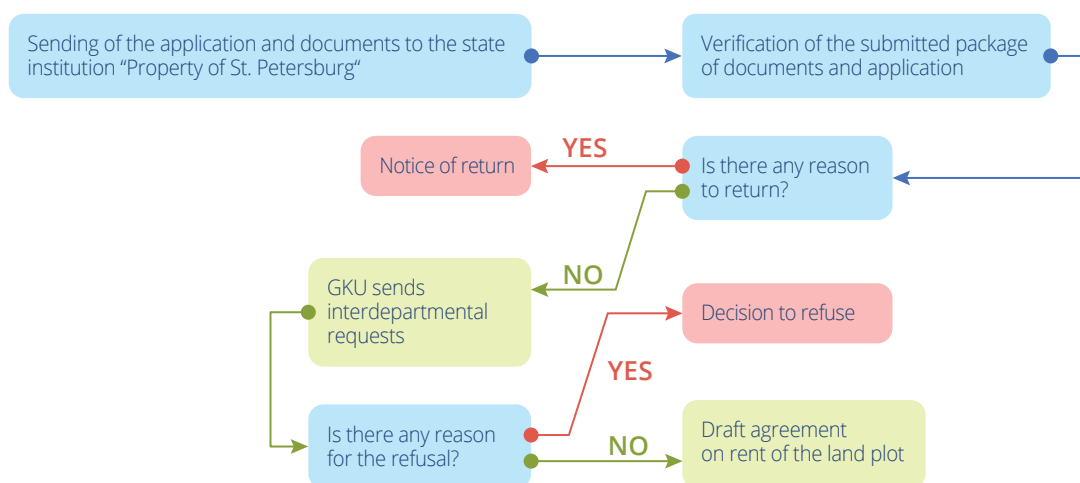 Sending of the application and documents to the state
institution “Property of St. Petersburg“
Verification of the submitted package
of documents and application
Notice of return
YES
Is there any reason
to return?
NO
GKU sends
interdepartmental
requests
Decision to refuse
YES
Is there any reason
for the refusal?
NO
Draft agreement
on rent of the land plot